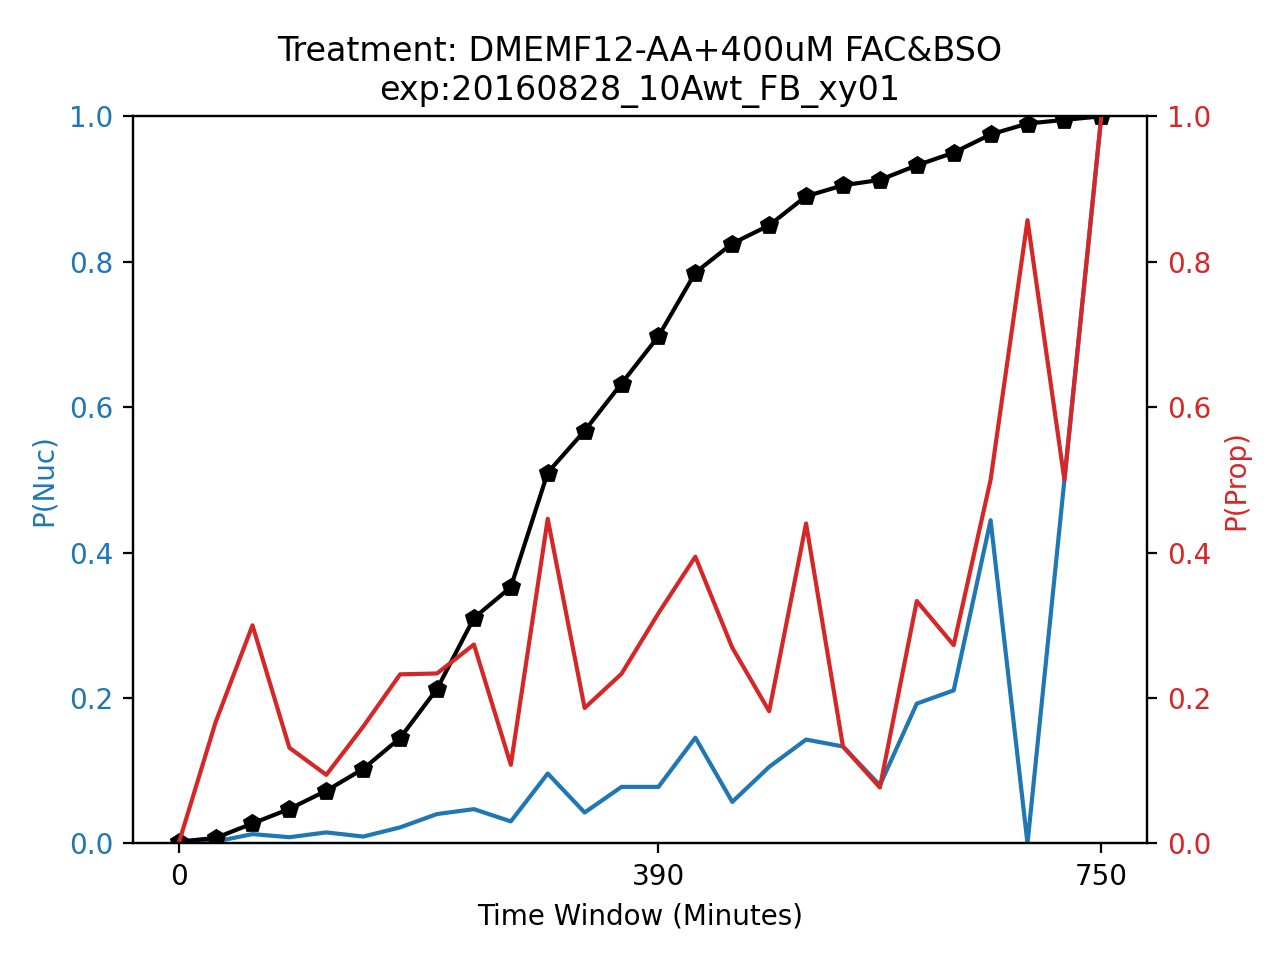 Treatment: DMEMF12-AA+400uM FAC&BSO
exp:20160828_10Awt_FB_xy01
1.0
0.8
0.6
0.4
0.2
0.0
P(Nuc)
1.0
0.8
0.6
0.4
0.2
0.0
P(Prop)
0 390 750
Time Window (Minutes)